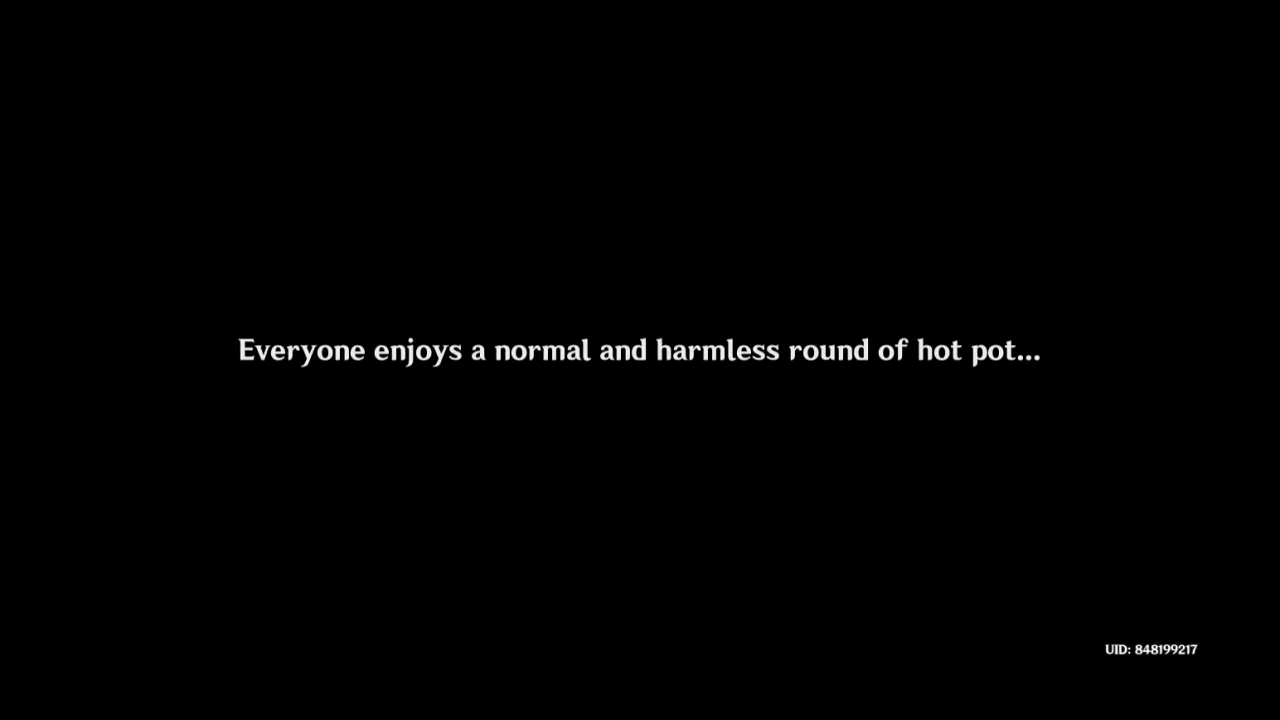 Everyone enjoys a normal and harmless round of hot pot...
UID: 848199217